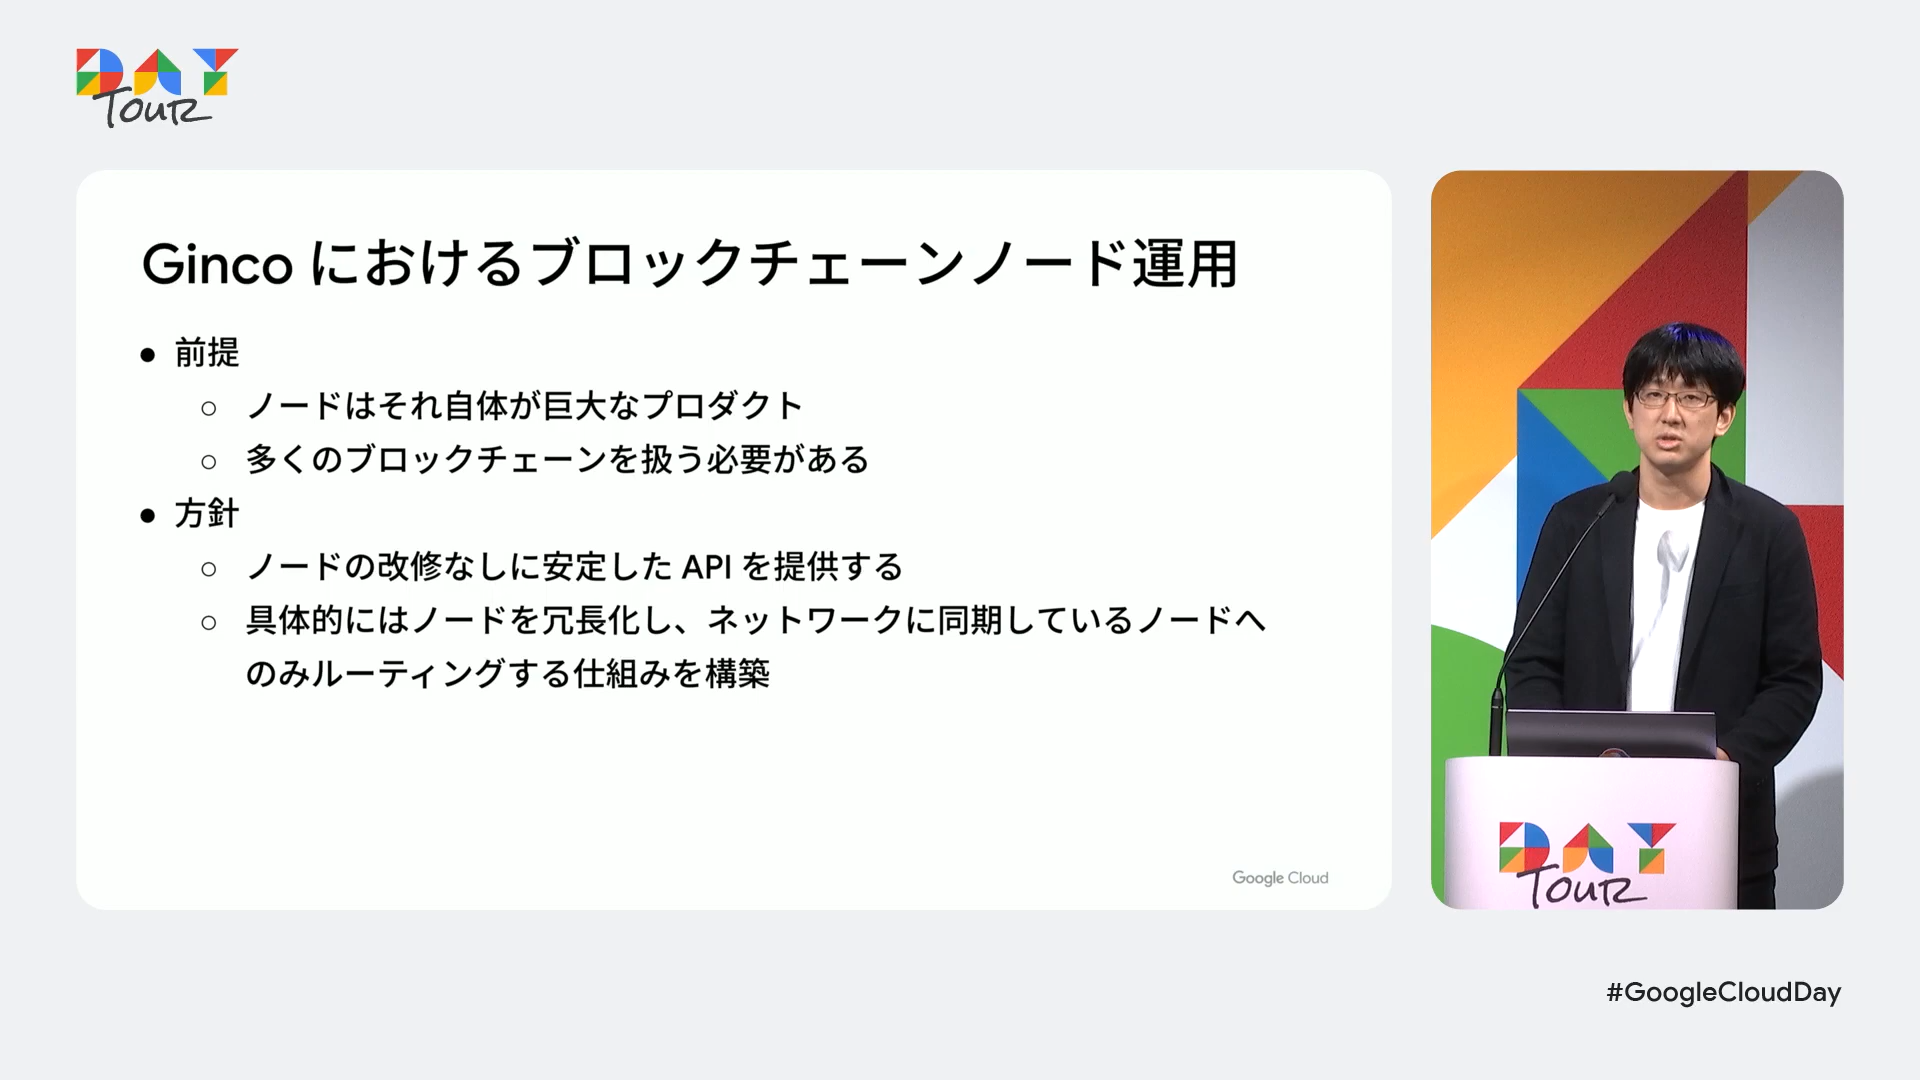 DAY
Tour
Ginco におけるブロックチェーンノード運用
● 前提
○ ノードはそれ自体が巨大なプロダクト
○ 多くのブロックチェーンを扱う必要がある
● 方針
○ ノードの改修なしに安定した API を提供する
○ 具体的にはノードを冗長化し、ネットワークに同期しているノードへ
のみルーティングする仕組みを構築
Google Cloud
DAY
Tour
#GoogleCloudDay